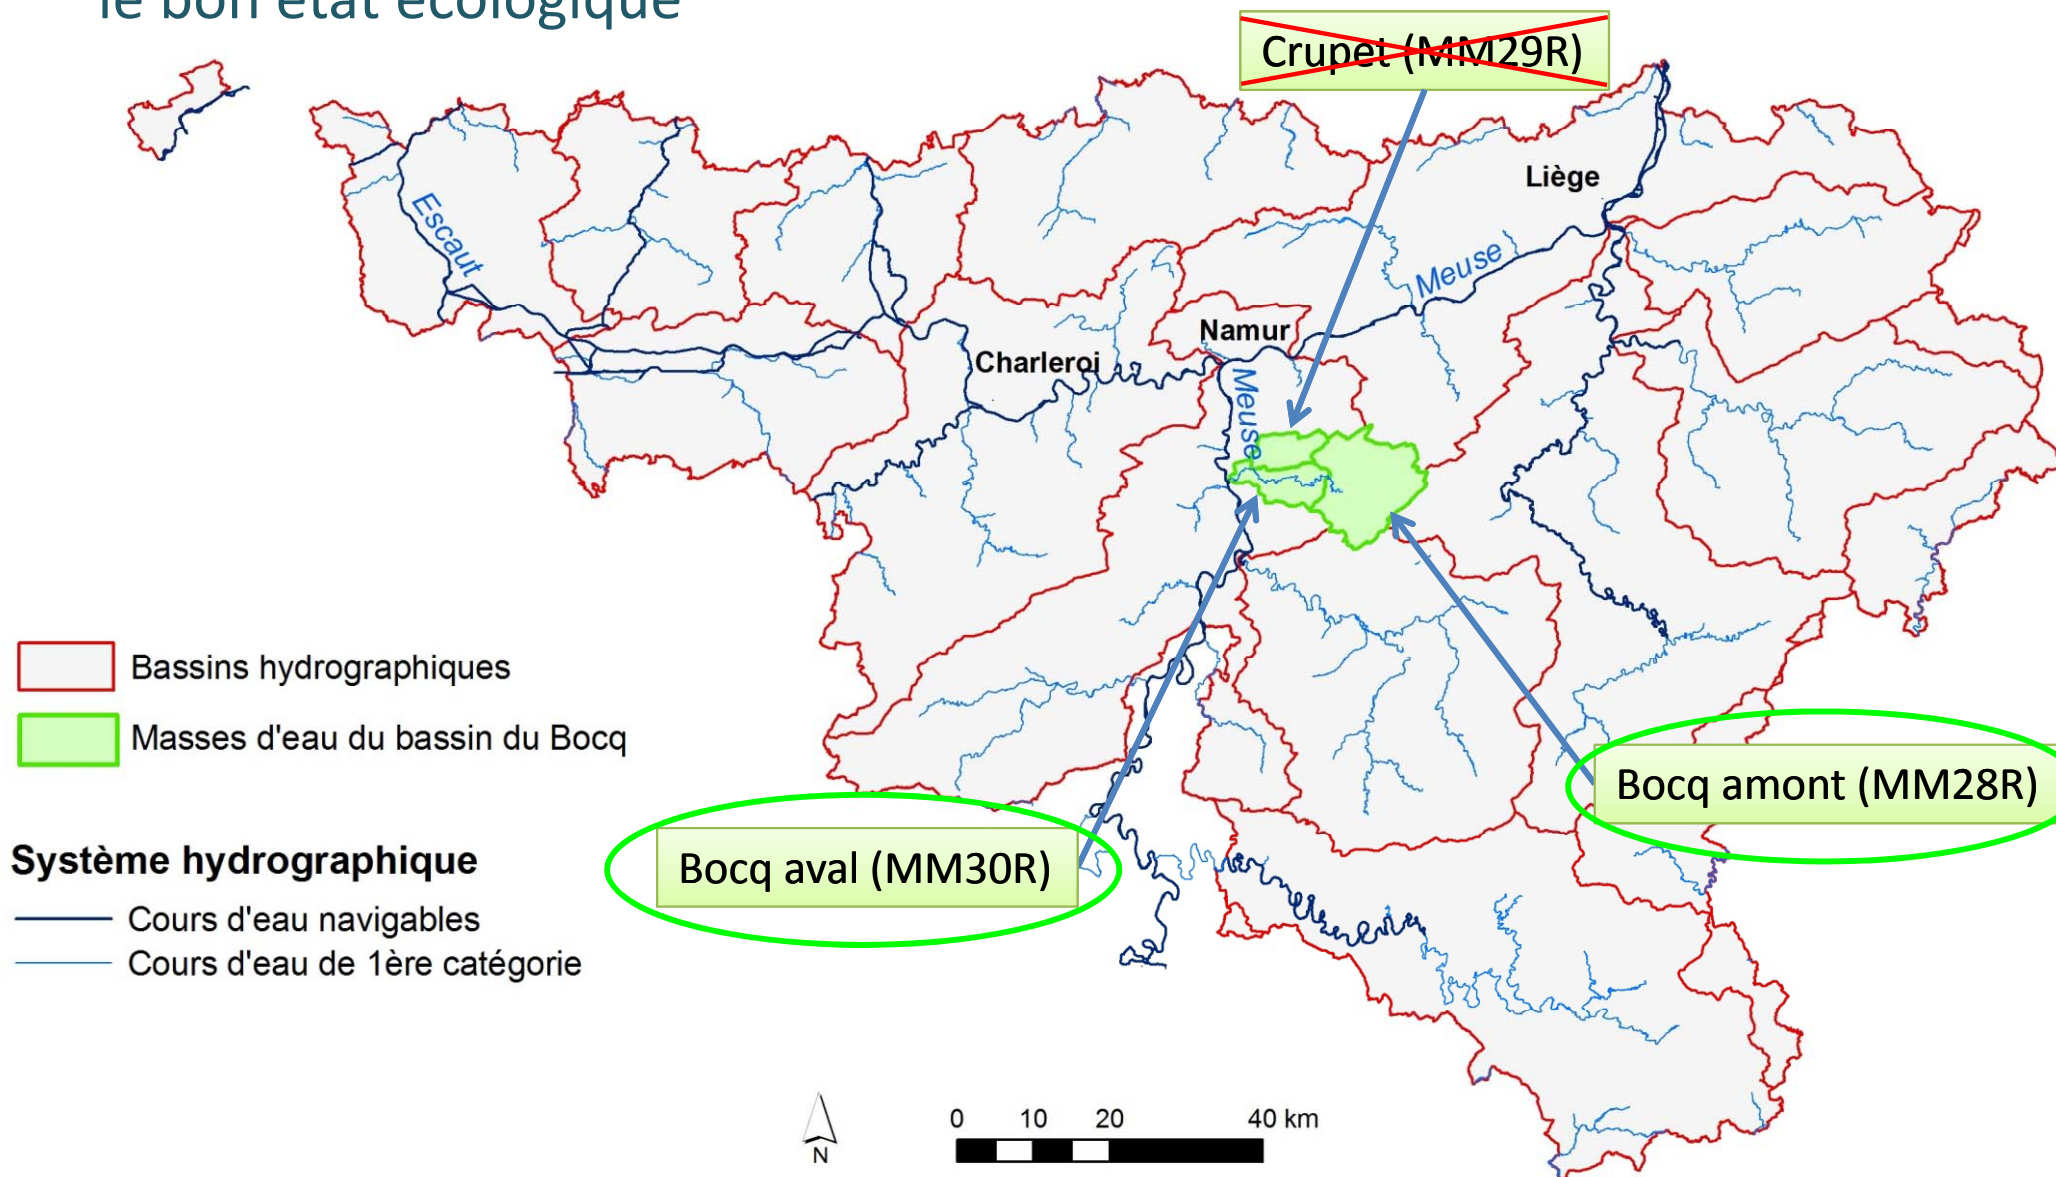 le bon état écologique
Crupet (MM29R)
Liège
Escaut
Meuse
Namur
Charleroi
Meuse
Bassins hydrographiques
Masses d'eau du bassin du Bocq
Bocq amont (MM28R)
Système hydrographique
Bocq aval (MM30R)
Cours d'eau navigables
Cours d'eau de 1ère catégorie
0 10 20 40 km
N